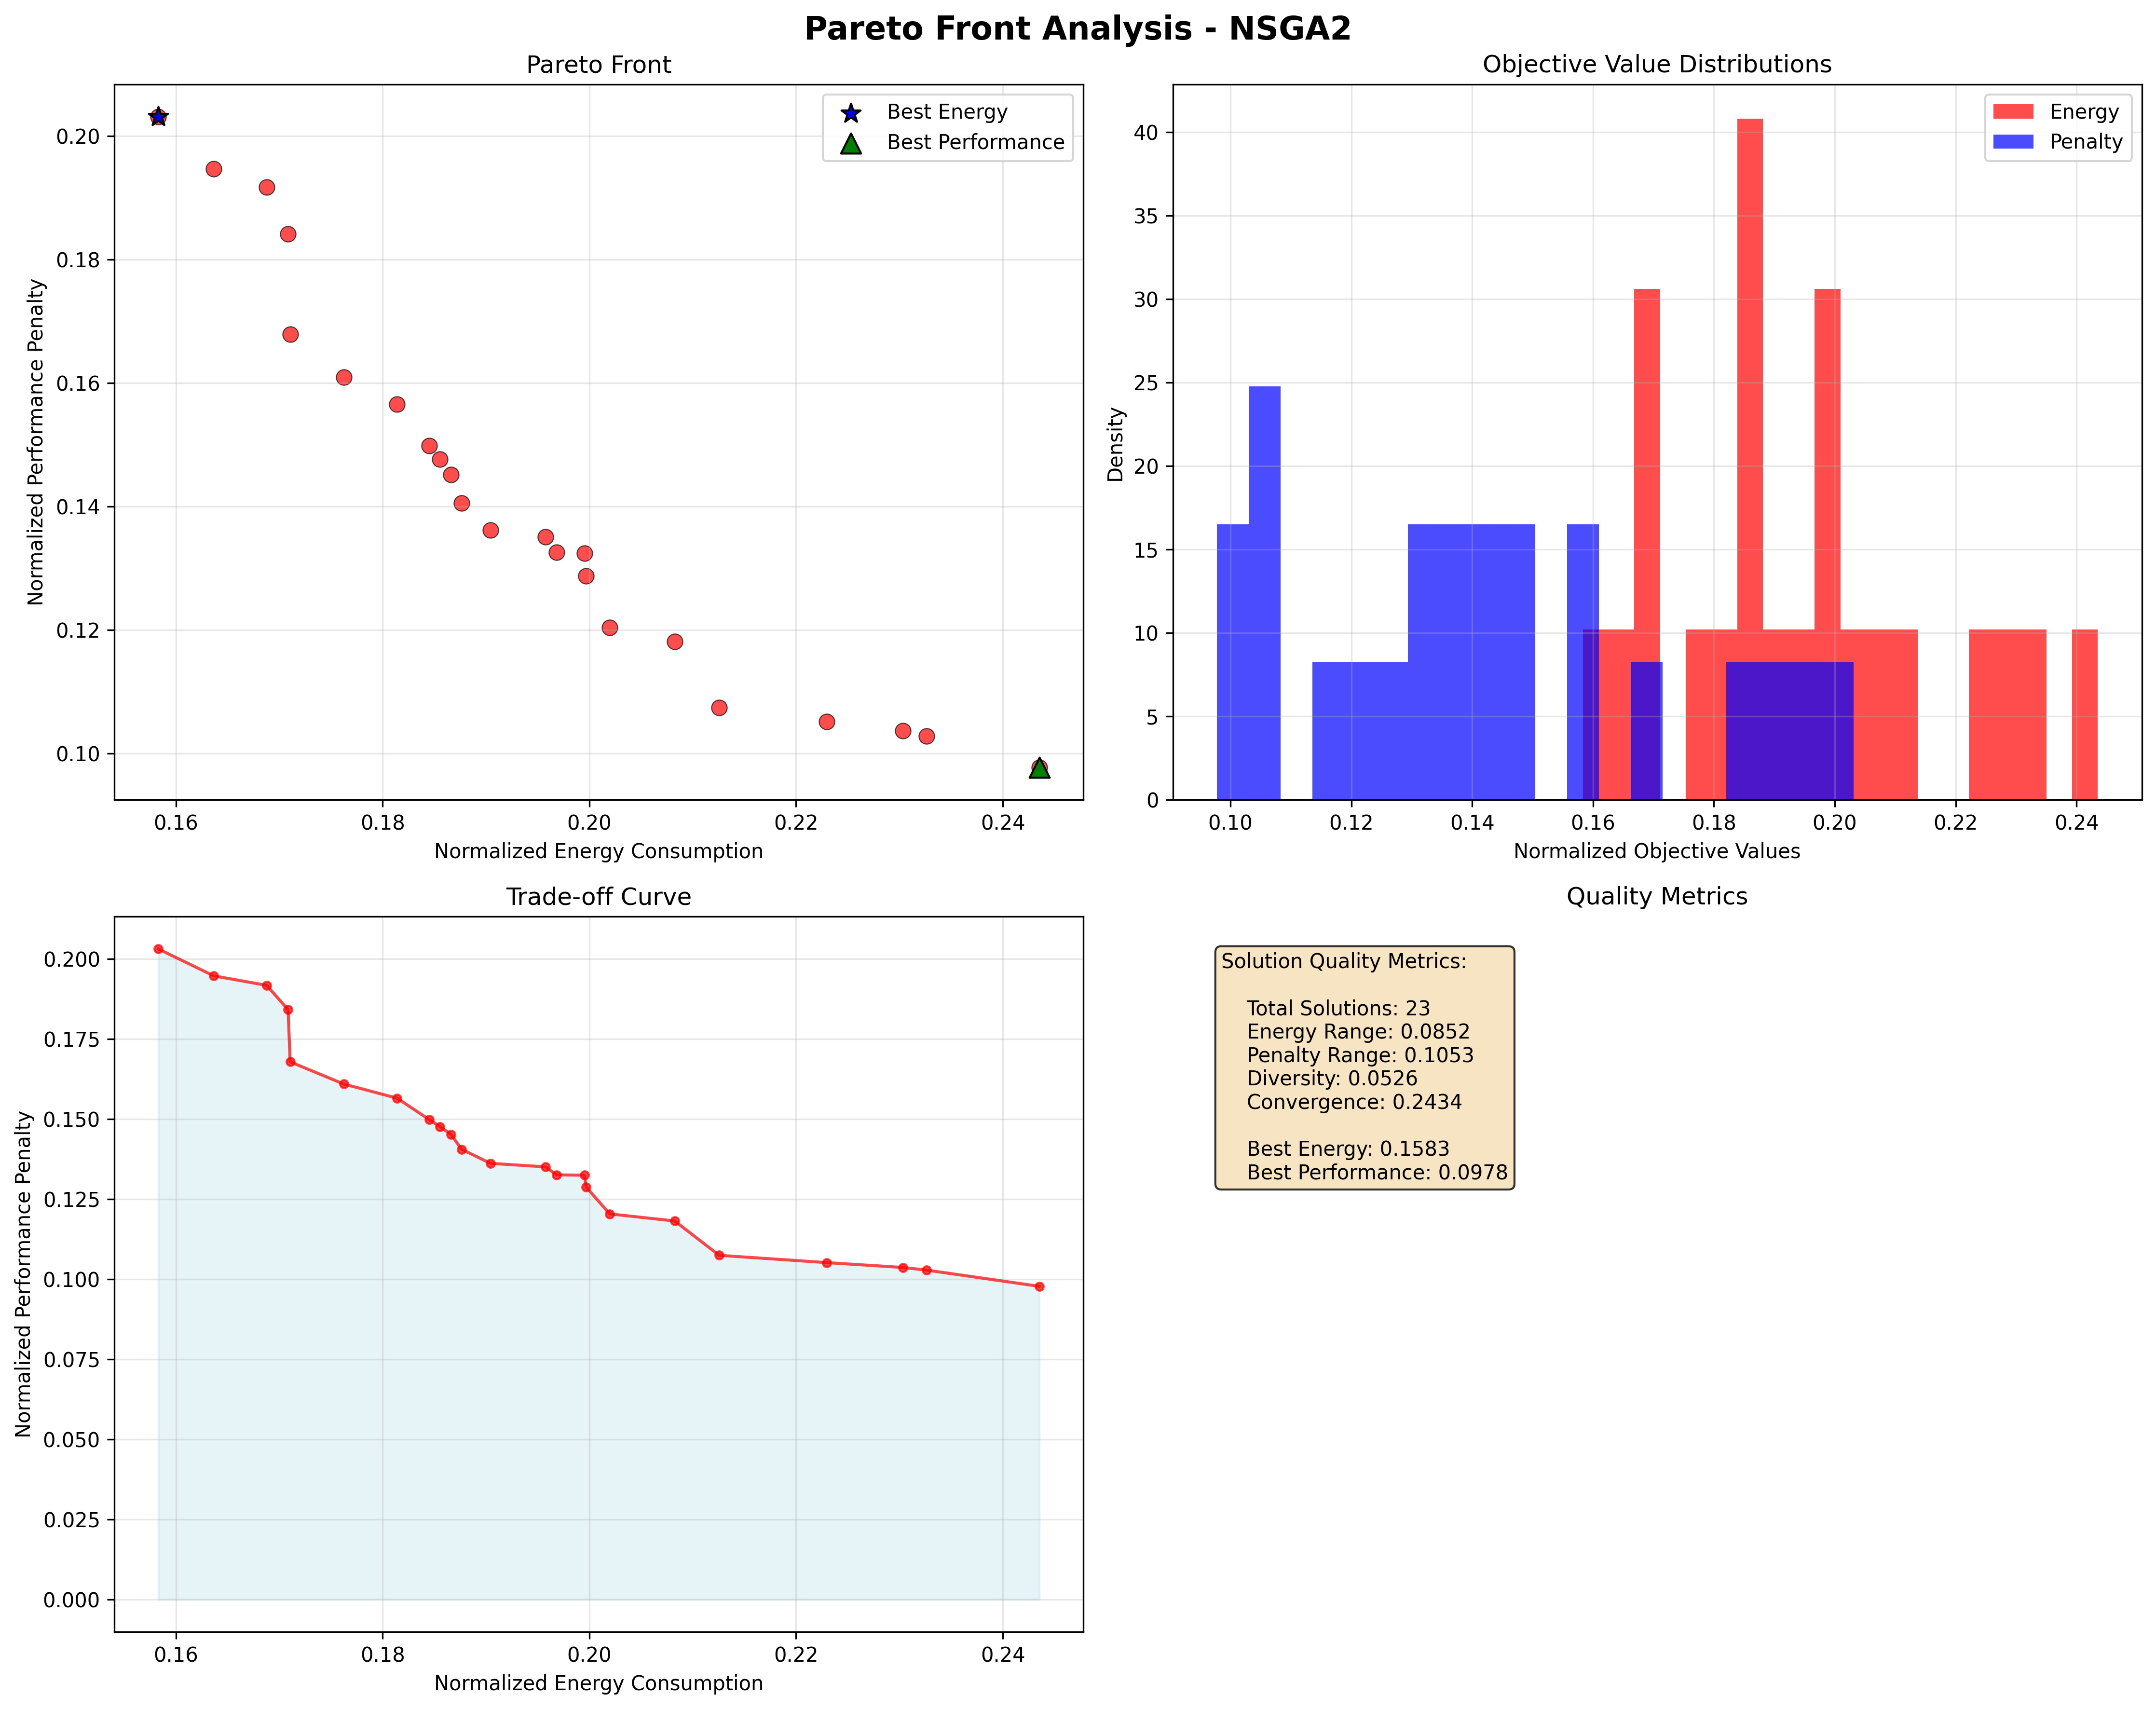 Pareto Front Analysis - NSGA2
Pareto Front
Best Energy
Best Performance
0.20
0.18
0.16
0.14
0.12
0.10
Normalized Performance Penalty
0.16 0.18 0.20 0.22 0.24
Normalized Energy Consumption
Objective Value Distributions
Energy
Penalty
40
35
30
25
20
15
10
5
0
Density
0.10 0.12 0.14 0.16 0.18 0.20 0.22 0.24
Normalized Objective Values
Trade-off Curve
0.200
0.175
0.150
0.125
0.100
0.075
0.050
0.025
0.000
Normalized Performance Penalty
0.16 0.18 0.20 0.22 0.24
Normalized Energy Consumption
Quality Metrics
Solution Quality Metrics:
Total Solutions: 23
Energy Range: 0.0852
Penalty Range: 0.1053
Diversity: 0.0526
Convergence: 0.2434
Best Energy: 0.1583
Best Performance: 0.0978